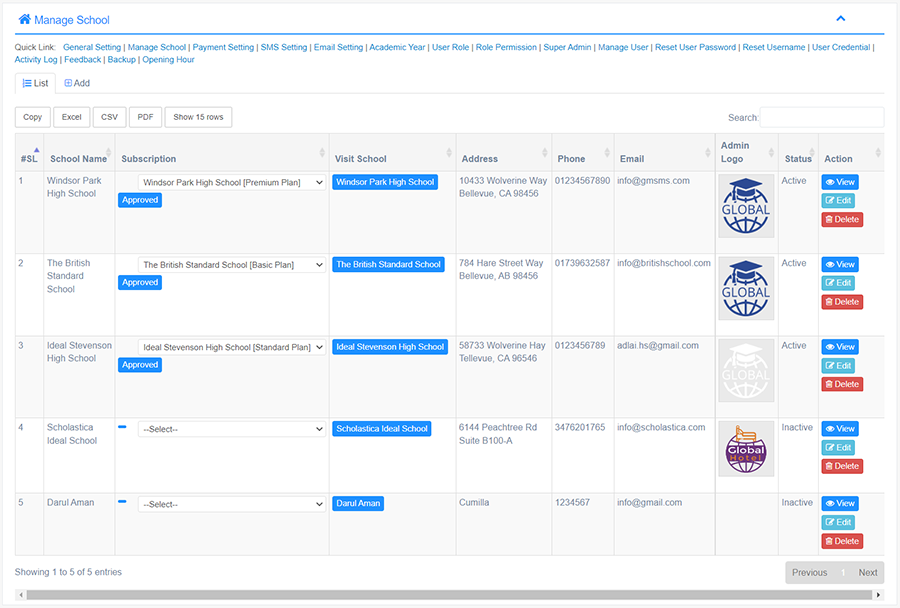 Manage School
Quick Link: General Setting | Manage School | Payment Setting | SMS Setting | Email Setting | Academic Year | User Role | Role Permission | Super Admin | Manage User | Reset User Password | Reset Username | User Credential |
Activity Log | Feedback | Backup | Opening Hour
List Add
Copy Excel CSV PDF Show 15 rows Search:
#SL School Name Subscription Visit School Address Phone Email Admin Logo Status Action
1 Windsor Park Windsor Park High School [Premium Plan] Windsor Park High School 10433 Wolverine Way 01234567890 info@gmsms.com Active View
High School Approved Bellevue, CA 98456 GLOBAL Edit
Delete
2 The British The British Standard School [Basic Plan] The British Standard School 784 Hare Street Way 01739632587 info@britishschool.com Active View
Standard Approved Bellevue, AB 98456 GLOBAL Edit
School Delete
3 Ideal Stevenson Ideal Stevenson High School [Standard Plan] Ideal Stevenson High School 58733 Wolverine Hay 0123456789 adlai.hs@gmail.com Active View
High School Approved Tellevue, CA 96546 GLOBAL Edit
Delete
4 Scholastica --Select-- Scholastica Ideal School 6144 Peachtree Rd 3476201765 info@scholastica.com Inactive View
Ideal School Suite B100-A Global Hotel Edit
Delete
5 Darul Aman --Select-- Darul Aman Cumilla 1234567 info@gmail.com Inactive View
Edit
Delete
Showing 1 to 5 of 5 entries Previous 1 Next